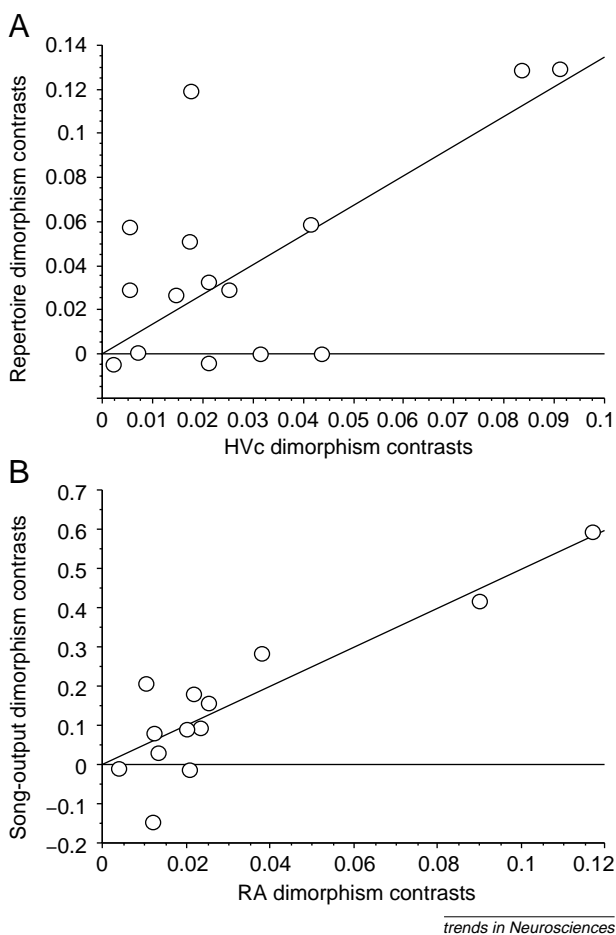 A
0.14
0.12
0.1
0.08
0.06
0.04
0.02
0
Repertoire dimorphism contrasts
0 0.01 0.02 0.03 0.04 0.05 0.06 0.07 0.08 0.09 0.1
HVc dimorphism contrasts
B
0.7
0.6
0.5
0.4
0.3
0.2
0.1
0
−0.1
−0.2
Song-output dimorphism contrasts
0 0.02 0.04 0.06 0.08 0.1 0.12
RA dimorphism contrasts
trends in Neurosciences